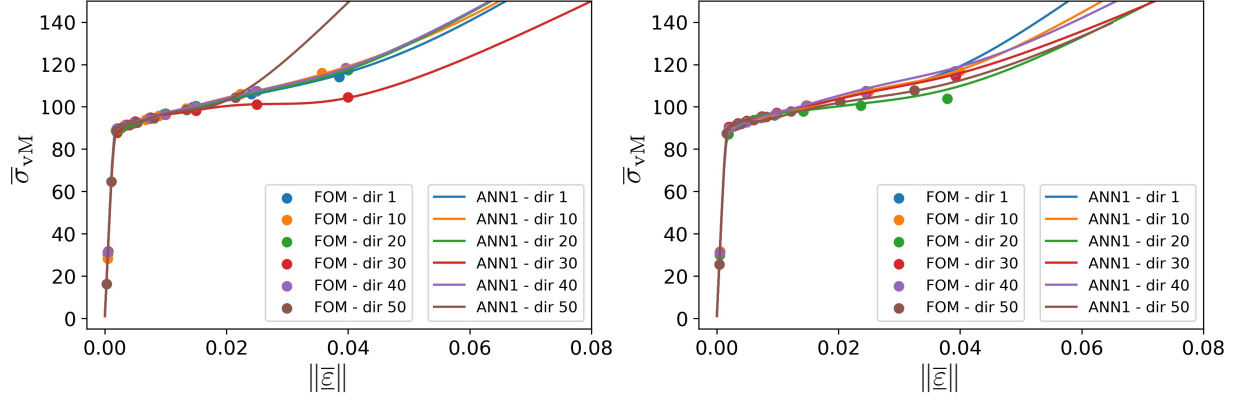 140
120
100
80
60
40
20
0
σ̅vM
FOM - dir 1
FOM - dir 10
FOM - dir 20
FOM - dir 30
FOM - dir 40
FOM - dir 50
ANN1 - dir 1
ANN1 - dir 10
ANN1 - dir 20
ANN1 - dir 30
ANN1 - dir 40
ANN1 - dir 50
0.00 0.02 0.04 0.06 0.08
||ε̲̅||
140
120
100
80
60
40
20
0
σ̅vM
FOM - dir 1
FOM - dir 10
FOM - dir 20
FOM - dir 30
FOM - dir 40
FOM - dir 50
ANN1 - dir 1
ANN1 - dir 10
ANN1 - dir 20
ANN1 - dir 30
ANN1 - dir 40
ANN1 - dir 50
0.00 0.02 0.04 0.06 0.08
||ε̲̅||